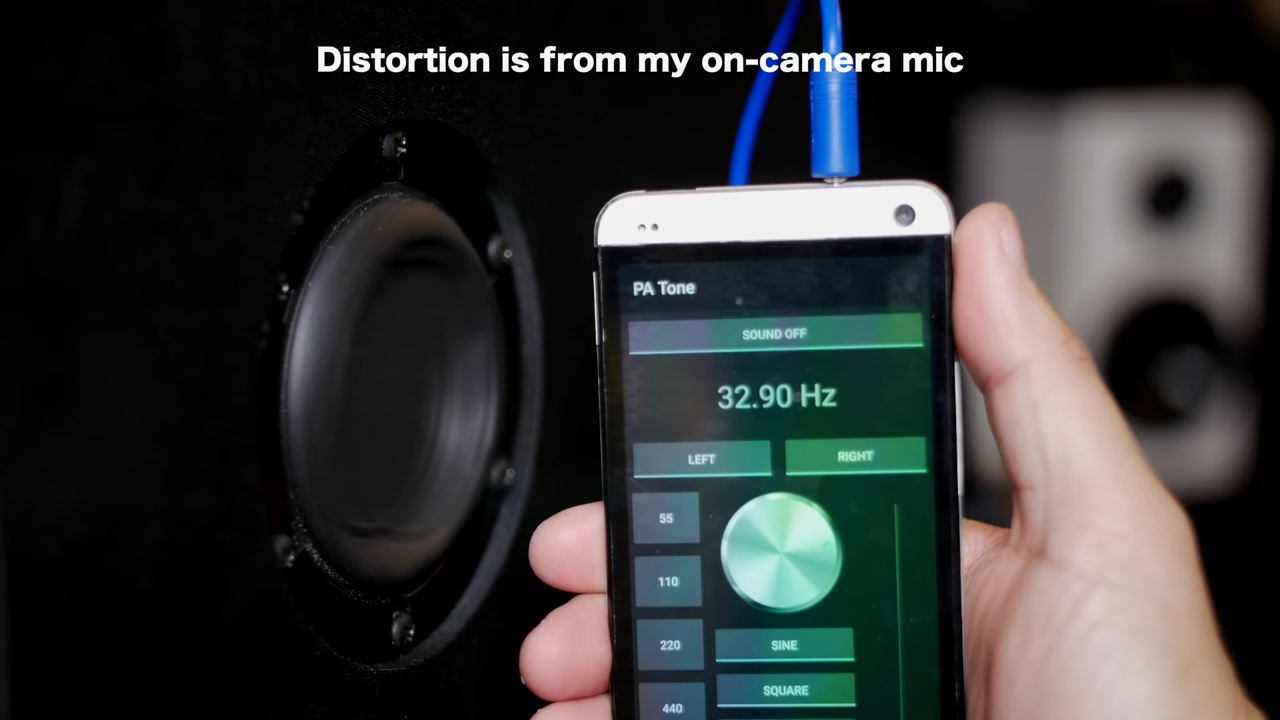 Distortion is from my on-camera mic
PA Tone
SOUND OFF
32.90 Hz
LEFT
RIGHT
55
110
220
440
SINE
SQUARE